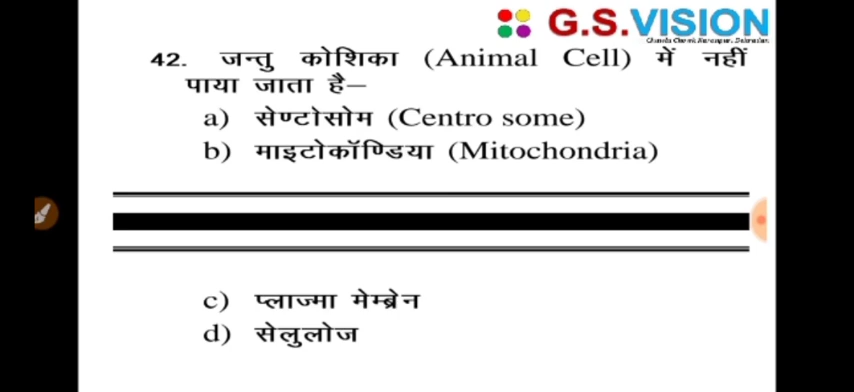 G.S.VISION
42. जन्तु कोशिका (Animal Cell) में नहीं
पाया जाता है–
a) सेण्टोसोम (Centro some)
b) माइटोकॉण्डिया (Mitochondria)
c) प्लाज्मा मेम्ब्रेन
d) सेलुलोज